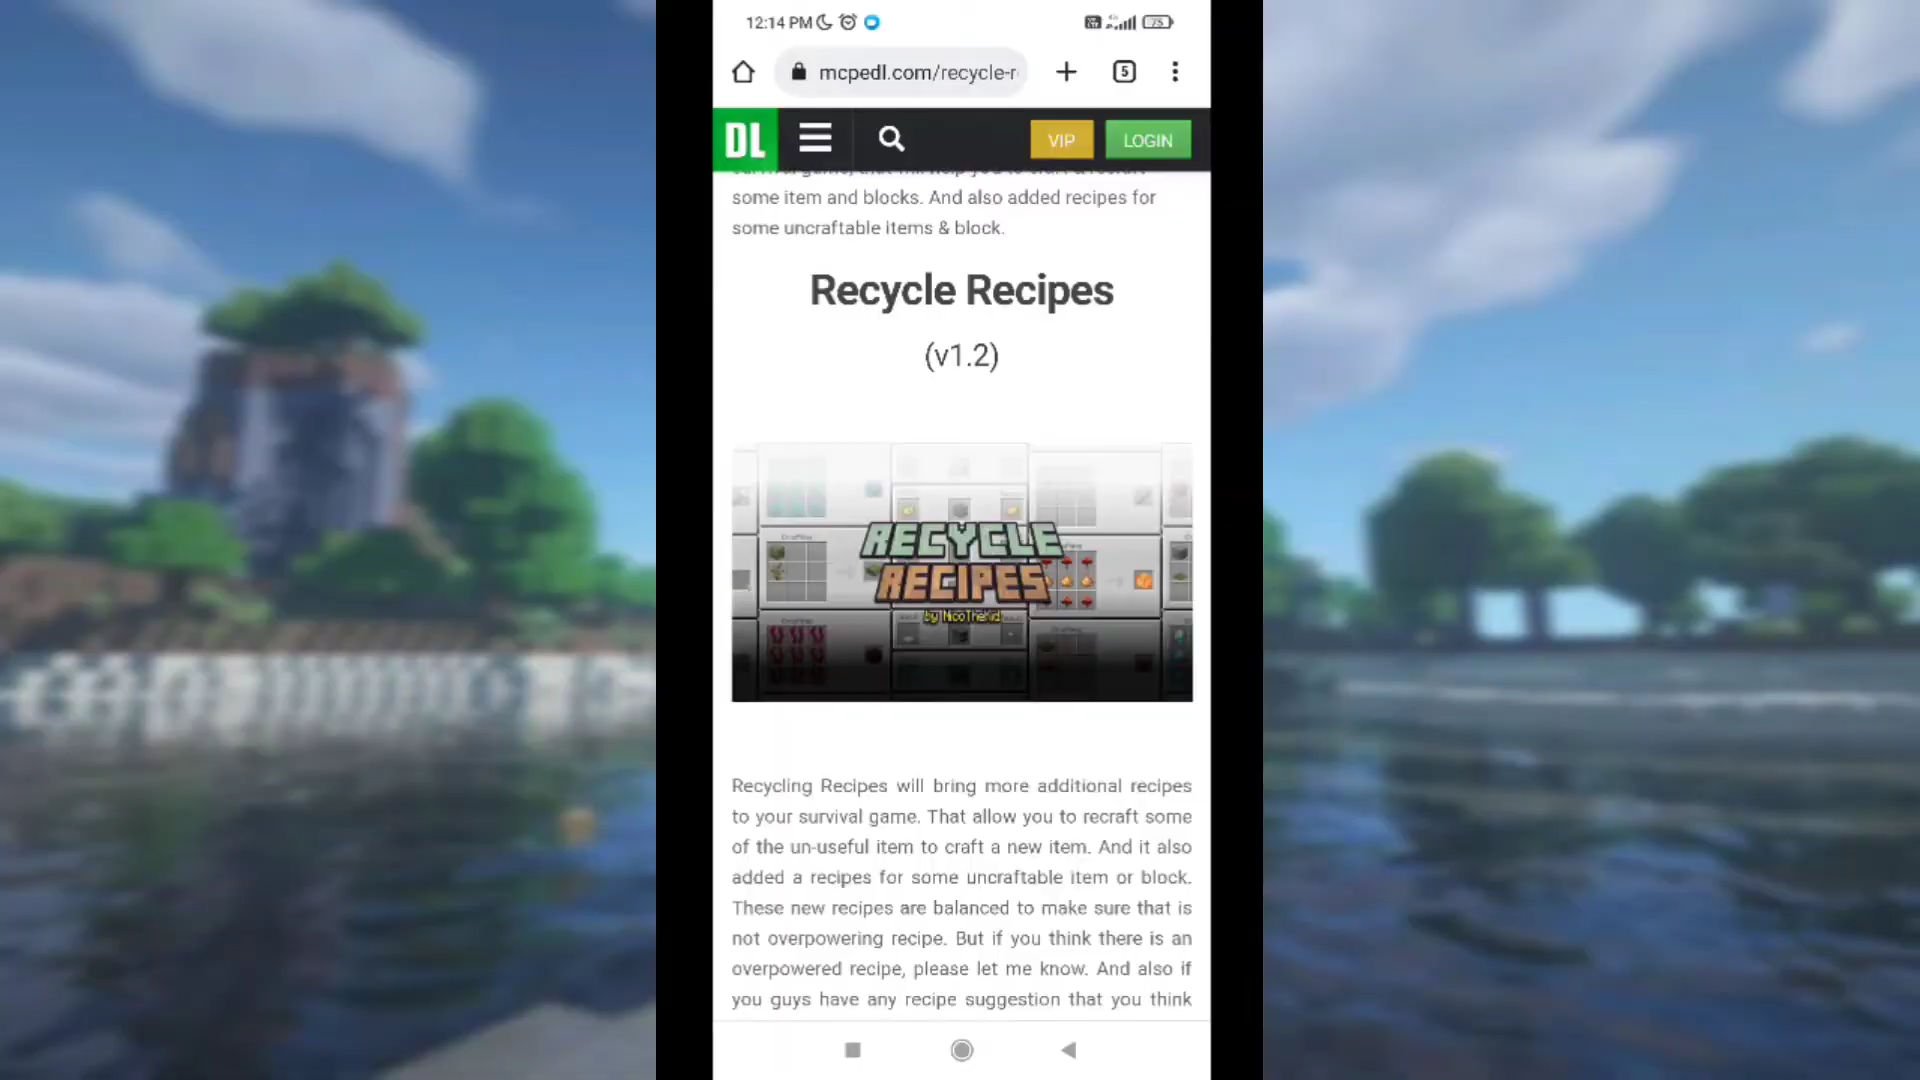 12:14 PM
75
mcpedl.com/recycle-r
5
DL
VIP
LOGIN
some item and blocks. And also added recipes for
some uncraftable items & block.
Recycle Recipes
(v1.2)
RECYCLE
RECIPES
by NicoTheKid
Recycling Recipes will bring more additional recipes
to your survival game. That allow you to recraft some
of the un-useful item to craft a new item. And it also
added a recipes for some uncraftable item or block.
These new recipes are balanced to make sure that is
not overpowering recipe. But if you think there is an
overpowered recipe, please let me know. And also if
you guys have any recipe suggestion that you think